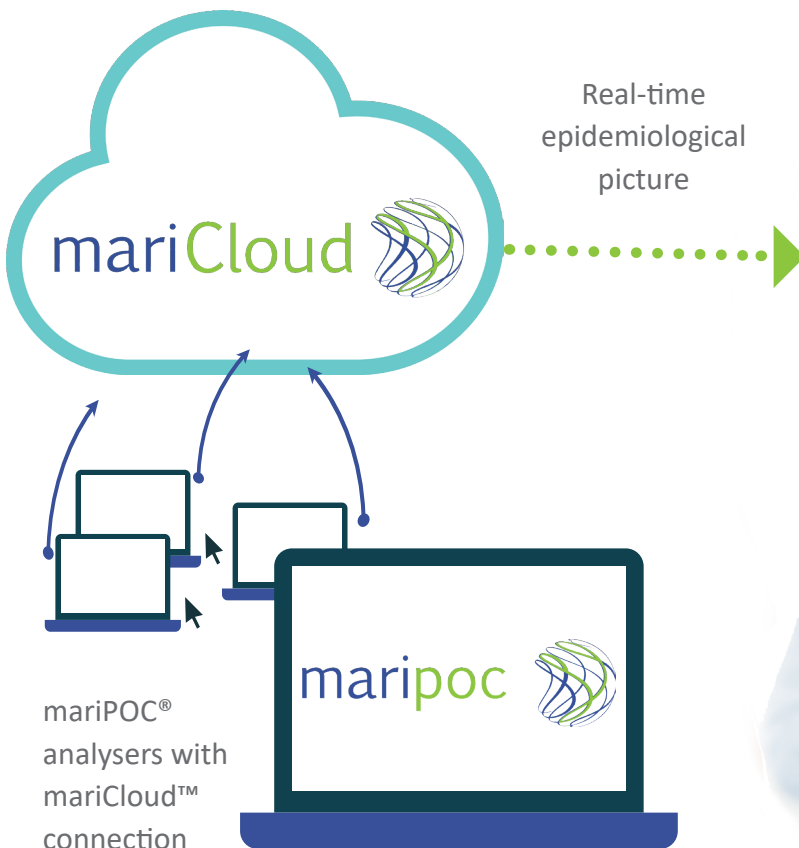 Real-time
epidemiological
picture
mariCloud
maripoc
mariPOC®
analysers with
mariCloud™
connection